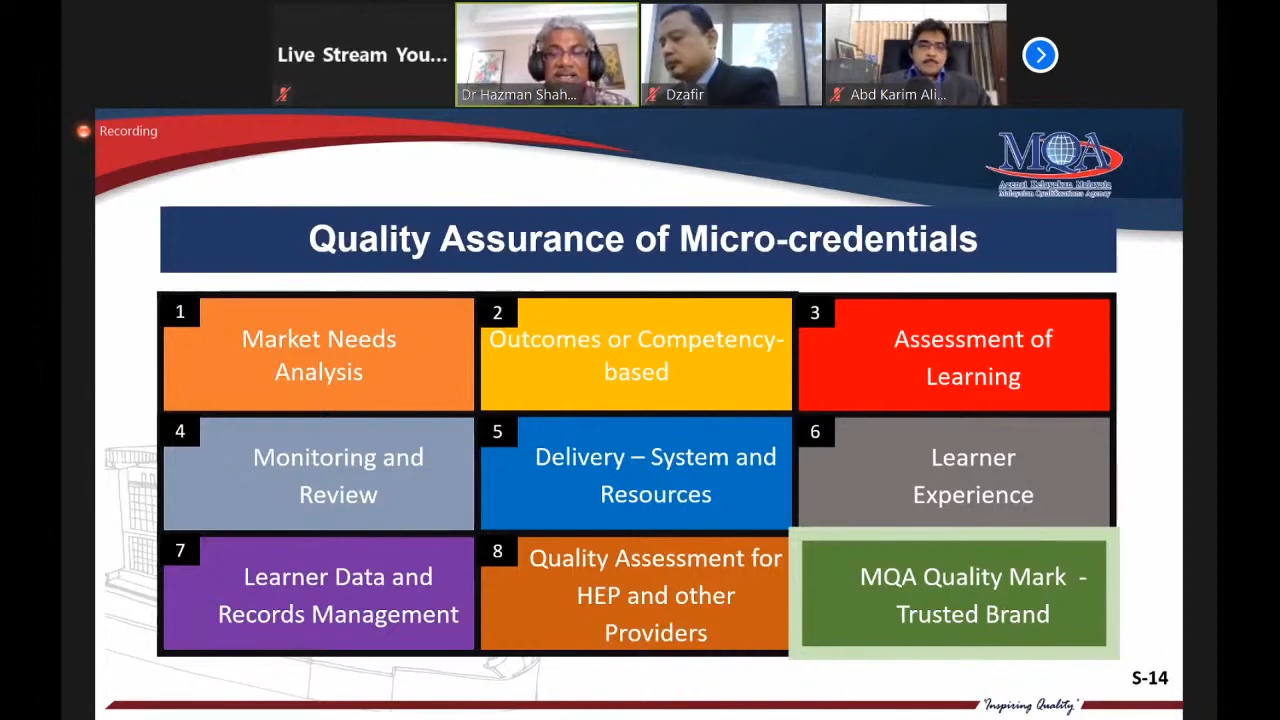 Live Stream You...
Dr Hazman Shah...
Dzafir
Abd Karim Ali...
Recording
MQA
Agensi Kelayakan Malaysia
Malaysian Qualifications Agency
Quality Assurance of Micro-credentials
1
Market Needs
Analysis
2
Outcomes or Competency-
based
3
Assessment of
Learning
4
Monitoring and
Review
5
Delivery – System and
Resources
6
Learner
Experience
7
Learner Data and
Records Management
8
Quality Assessment for
HEP and other
Providers
MQA Quality Mark -
Trusted Brand
S-14
"Inspiring Quality"